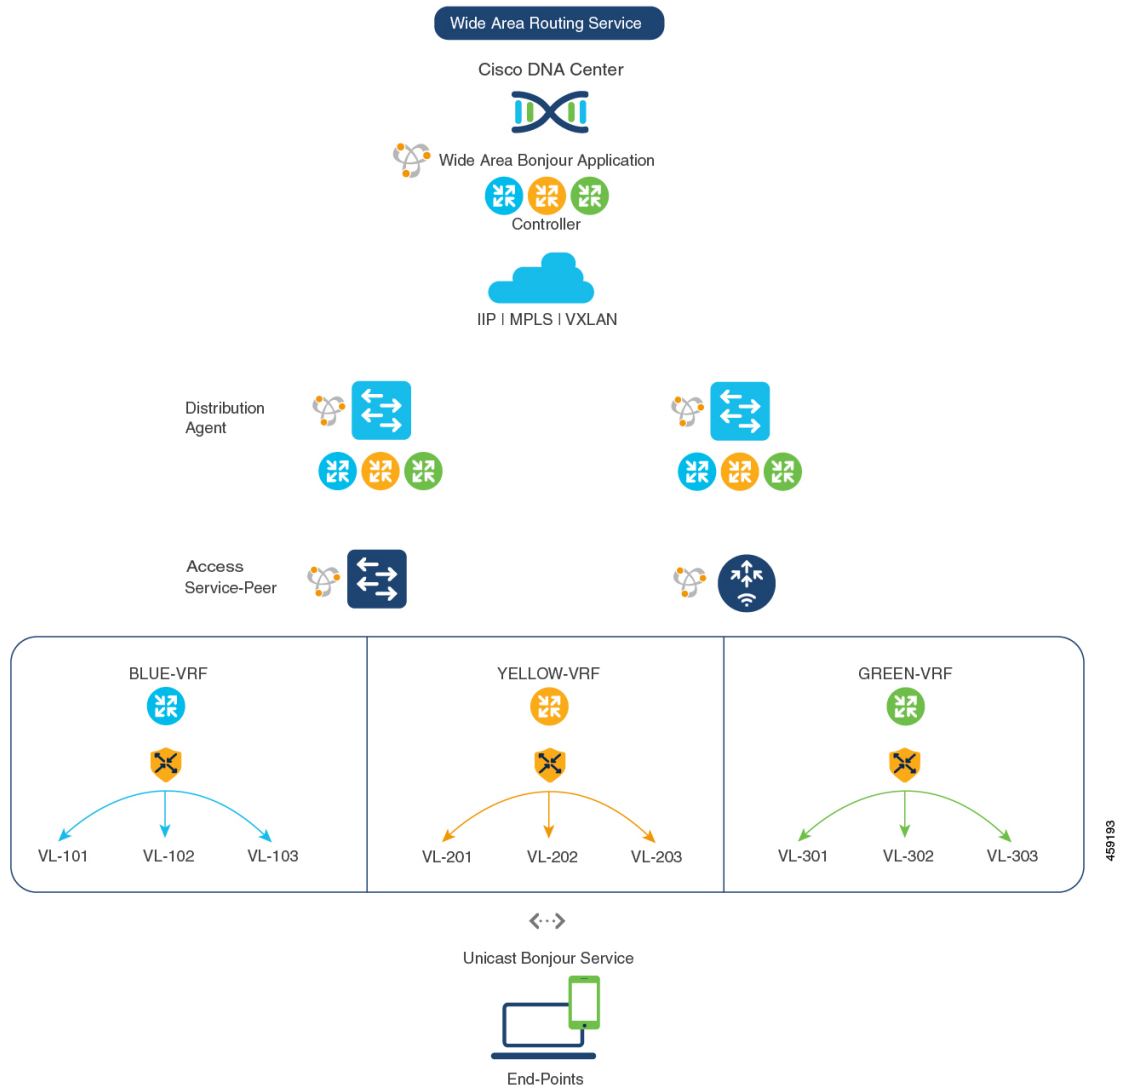 Wide Area Routing Service
Cisco DNA Center
Wide Area Bonjour Application
Controller
IIP | MPLS | VXLAN
Distribution
Agent
Access
Service-Peer
BLUE-VRF
YELLOW-VRF
GREEN-VRF
VL-101
VL-102
VL-103
VL-201
VL-202
VL-203
VL-301
VL-302
VL-303
459193
Unicast Bonjour Service
End-Points